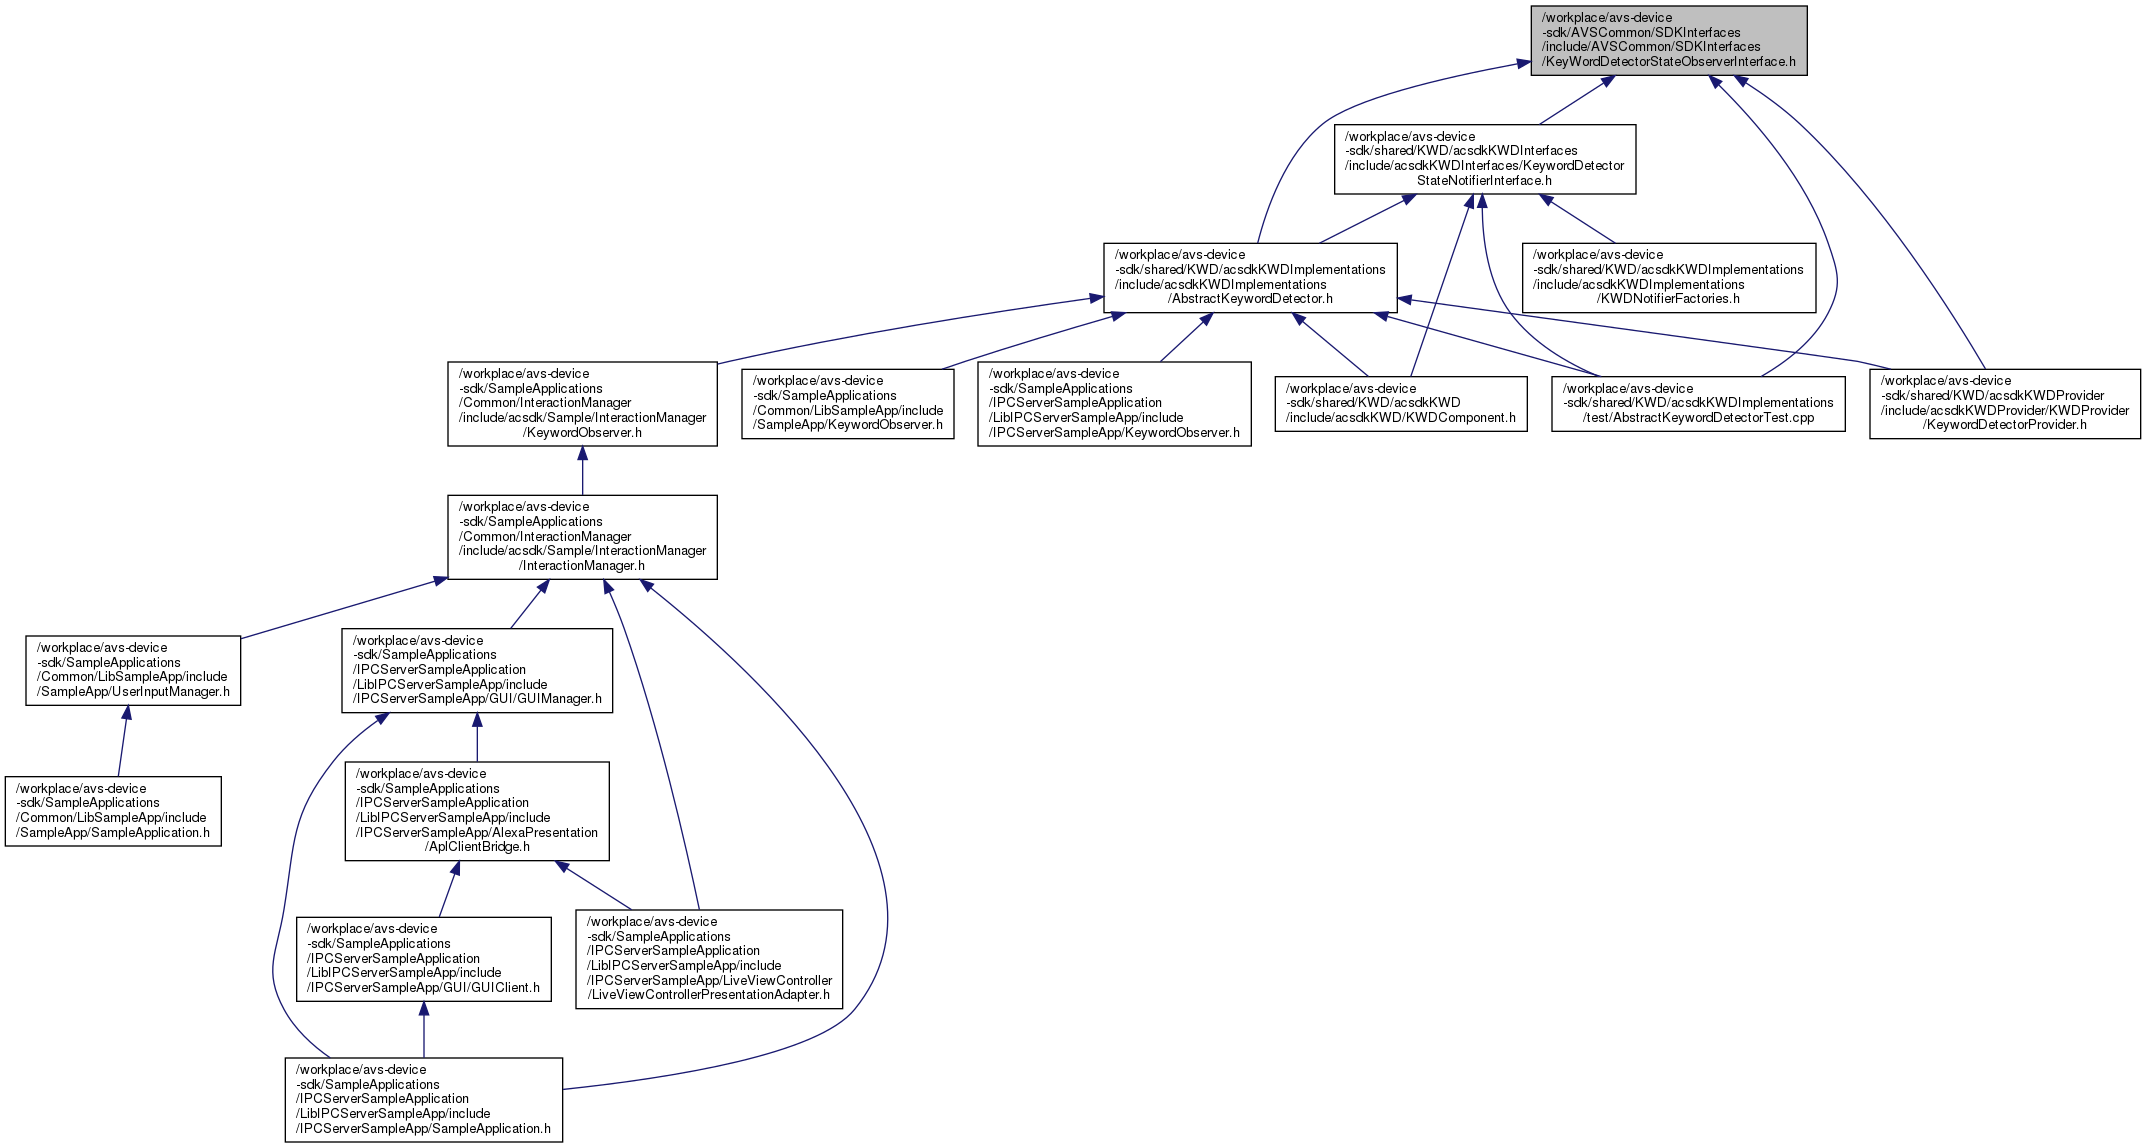 /workplace/avs-device
-sdk/AVSCommon/SDKInterfaces
/include/AVSCommon/SDKInterfaces
/KeyWordDetectorStateObserverInterface.h
/workplace/avs-device
-sdk/shared/KWD/acsdkKWDInterfaces
/include/acsdkKWDInterfaces/KeywordDetector
StateNotifierInterface.h
/workplace/avs-device
-sdk/shared/KWD/acsdkKWDImplementations
/include/acsdkKWDImplementations
/AbstractKeywordDetector.h
/workplace/avs-device
-sdk/shared/KWD/acsdkKWDImplementations
/include/acsdkKWDImplementations
/KWDNotifierFactories.h
/workplace/avs-device
-sdk/SampleApplications
/Common/InteractionManager
/include/acsdk/Sample/InteractionManager
/KeywordObserver.h
/workplace/avs-device
-sdk/SampleApplications
/Common/LibSampleApp/include
/SampleApp/KeywordObserver.h
/workplace/avs-device
-sdk/SampleApplications
/IPCServerSampleApplication
/LibIPCServerSampleApp/include
/IPCServerSampleApp/KeywordObserver.h
/workplace/avs-device
-sdk/shared/KWD/acsdkKWD
/include/acsdkKWD/KWDComponent.h
/workplace/avs-device
-sdk/shared/KWD/acsdkKWDImplementations
/test/AbstractKeywordDetectorTest.cpp
/workplace/avs-device
-sdk/shared/KWD/acsdkKWDProvider
/include/acsdkKWDProvider/KWDProvider
/KeywordDetectorProvider.h
/workplace/avs-device
-sdk/SampleApplications
/Common/InteractionManager
/include/acsdk/Sample/InteractionManager
/InteractionManager.h
/workplace/avs-device
-sdk/SampleApplications
/Common/LibSampleApp/include
/SampleApp/UserInputManager.h
/workplace/avs-device
-sdk/SampleApplications
/IPCServerSampleApplication
/LibIPCServerSampleApp/include
/IPCServerSampleApp/GUI/GUIManager.h
/workplace/avs-device
-sdk/SampleApplications
/Common/LibSampleApp/include
/SampleApp/SampleApplication.h
/workplace/avs-device
-sdk/SampleApplications
/IPCServerSampleApplication
/LibIPCServerSampleApp/include
/IPCServerSampleApp/AlexaPresentation
/AplClientBridge.h
/workplace/avs-device
-sdk/SampleApplications
/IPCServerSampleApplication
/LibIPCServerSampleApp/include
/IPCServerSampleApp/GUI/GUIClient.h
/workplace/avs-device
-sdk/SampleApplications
/IPCServerSampleApplication
/LibIPCServerSampleApp/include
/IPCServerSampleApp/LiveViewController
/LiveViewControllerPresentationAdapter.h
/workplace/avs-device
-sdk/SampleApplications
/IPCServerSampleApplication
/LibIPCServerSampleApp/include
/IPCServerSampleApp/SampleApplication.h